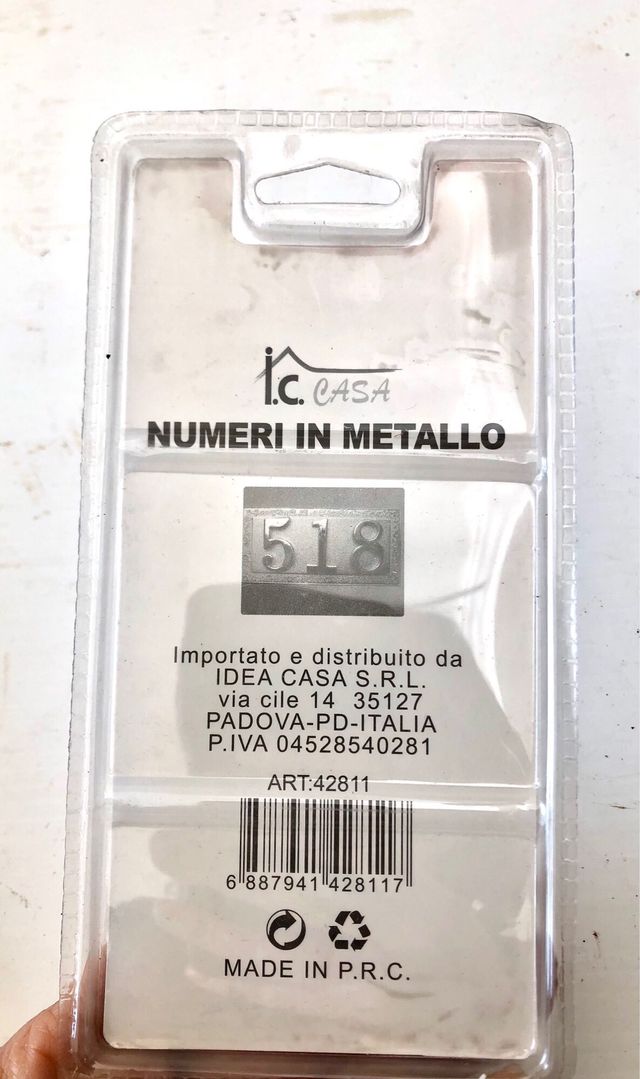 i.c. CASA
NUMERI IN METALLO
518
Importato e distribuito da
IDEA CASA S.R.L.
via cile 14 35127
PADOVA-PD-ITALIA
P.IVA 04528540281
ART:42811
6 887941 428117
MADE IN P.R.C.